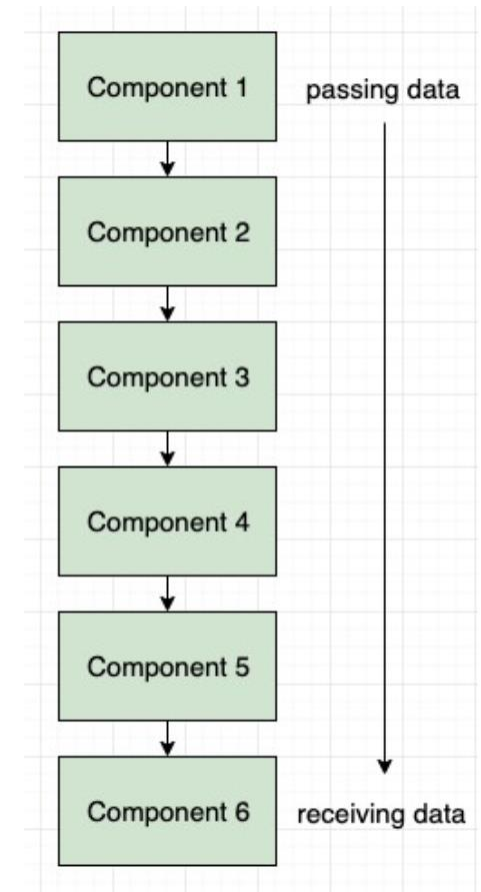 Component 1
passing data
Component 2
Component 3
Component 4
Component 5
Component 6
receiving data